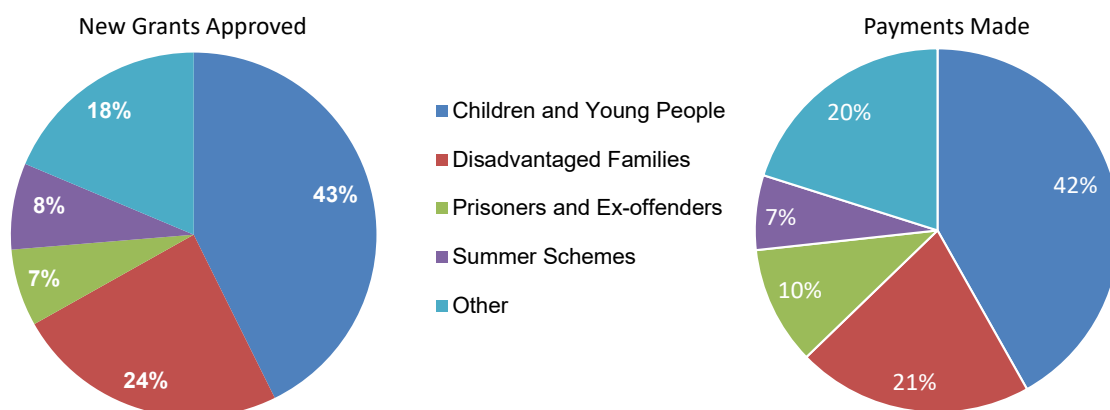 New Grants Approved
18%
43%
8%
7%
24%
Children and Young People
Disadvantaged Families
Prisoners and Ex-offenders
Summer Schemes
Other
Payments Made
20%
42%
7%
10%
21%